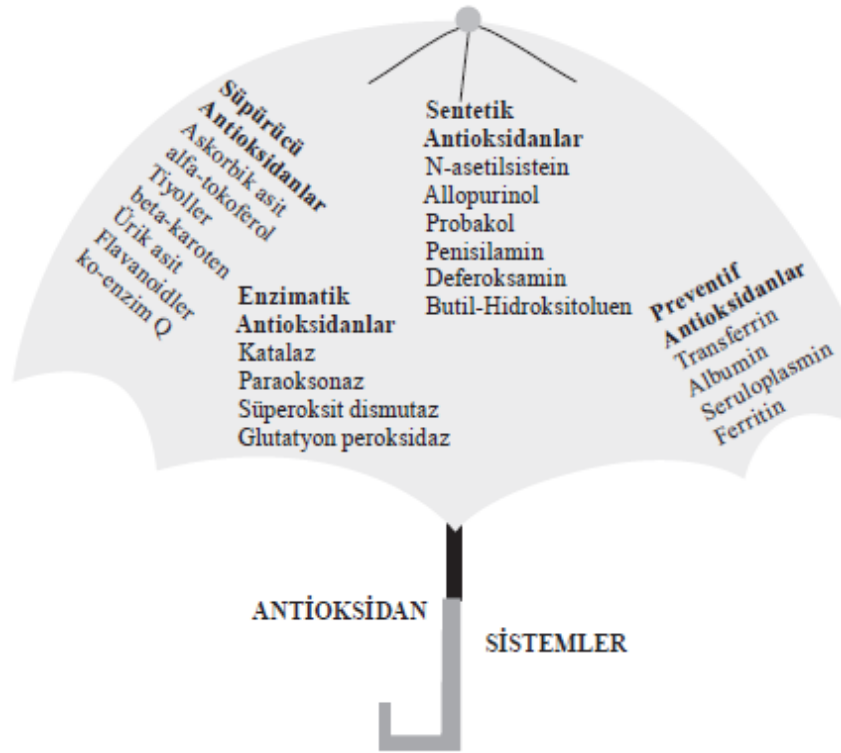 Süpürücü
Antioksidanlar
Askorbik asit
alfa-tokoferol
Tiyoller
beta-karoten
Ürik asit
Flavanoidler
ko-enzim Q
Sentetik
Antioksidanlar
N-asetilsistein
Allopurinol
Probakol
Penisilamin
Deferoksamin
Butil-Hidroksitoluen
Enzimatik
Antioksidanlar
Katalaz
Paraoksonaz
Süperoksit dismutaz
Glutatyon peroksidaz
Preventif
Antioksidanlar
Transferrin
Albumin
Seruloplasmin
Ferritin
ANTİOKSİDAN
SİSTEMLER